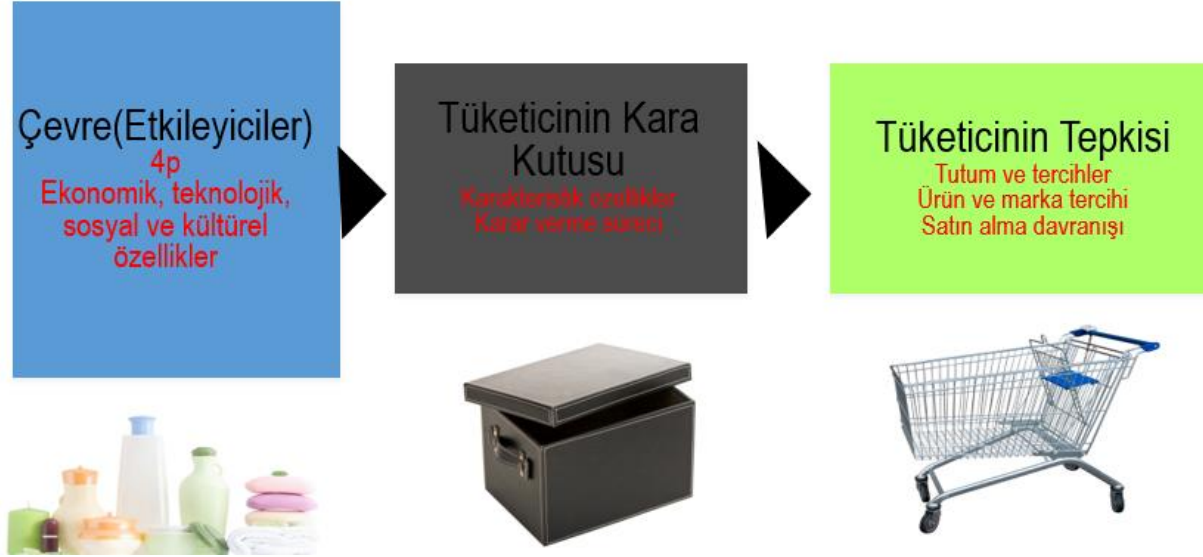 Çevre(Etkileyiciler)
4p
Ekonomik, teknolojik,
sosyal ve kültürel
özellikler
Tüketicinin Kara
Kutusu
Karakteristik özellikler
Karar verme süreci
Tüketicinin Tepkisi
Tutum ve tercihler
Ürün ve marka tercihi
Satın alma davranışı